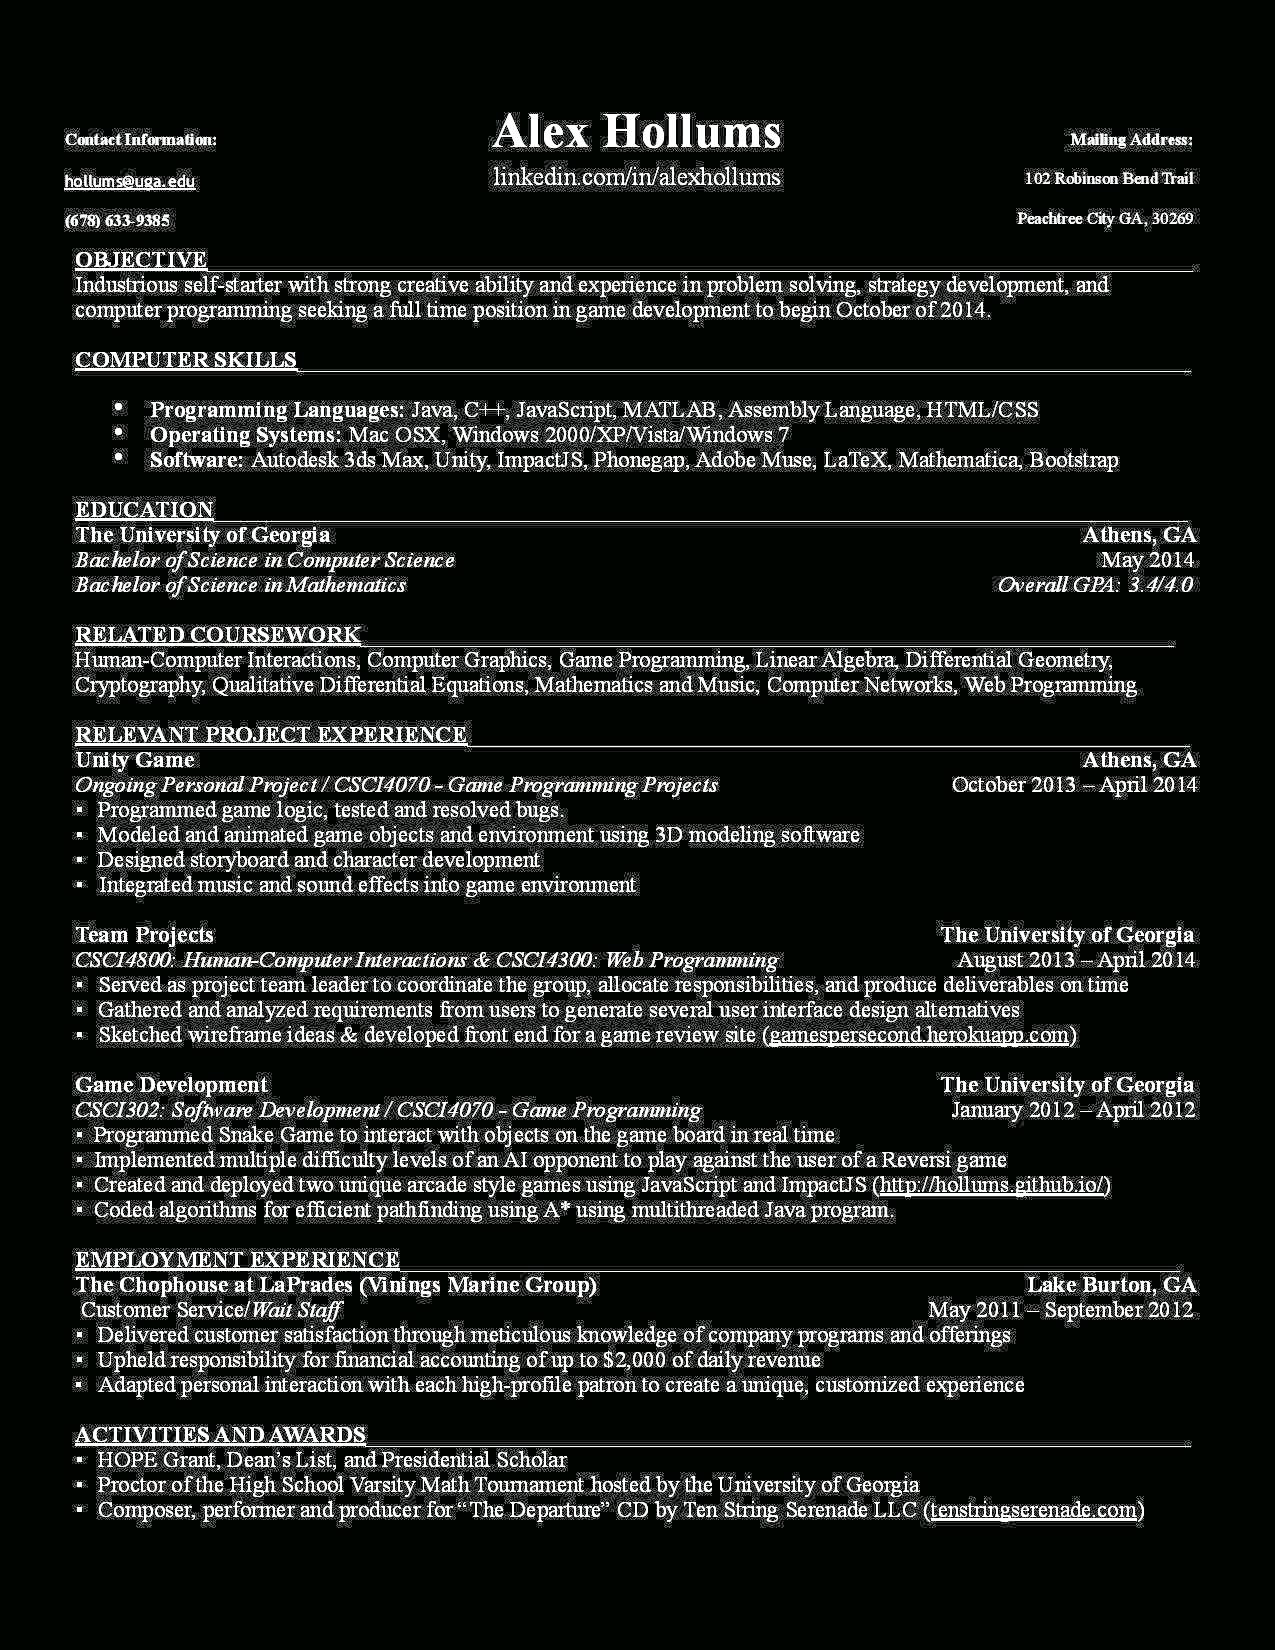 Alex Hollums
Contact Information:
Mailing Address:
linkedin.com/in/alexhollums
hollums@uga.edu
102 Robinson Bend Trail
(678) 633-9385
Peachtree City GA, 30269
OBJECTIVE
Industrious self-starter with strong creative ability and experience in problem solving, strategy development, and
computer programming seeking a full time position in game development to begin October of 2014.
COMPUTER SKILLS
• Programming Languages: Java, C++, JavaScript, MATLAB, Assembly Language, HTML/CSS
• Operating Systems: Mac OSX, Windows 2000/XP/Vista/Windows 7
• Software: Autodesk 3ds Max, Unity, ImpactJS, Phonegap, Adobe Muse, LaTeX, Mathematica, Bootstrap
EDUCATION
The University of Georgia Athens, GA
Bachelor of Science in Computer Science May 2014
Bachelor of Science in Mathematics Overall GPA: 3.4/4.0
RELATED COURSEWORK
Human-Computer Interactions, Computer Graphics, Game Programming, Linear Algebra, Differential Geometry,
Cryptography, Qualitative Differential Equations, Mathematics and Music, Computer Networks, Web Programming
RELEVANT PROJECT EXPERIENCE
Unity Game Athens, GA
Ongoing Personal Project / CSCI4070 - Game Programming Projects October 2013 – April 2014
▪ Programmed game logic, tested and resolved bugs.
▪ Modeled and animated game objects and environment using 3D modeling software
▪ Designed storyboard and character development
▪ Integrated music and sound effects into game environment
Team Projects The University of Georgia
CSCI4800: Human-Computer Interactions & CSCI4300: Web Programming August 2013 – April 2014
▪ Served as project team leader to coordinate the group, allocate responsibilities, and produce deliverables on time
▪ Gathered and analyzed requirements from users to generate several user interface design alternatives
▪ Sketched wireframe ideas & developed front end for a game review site (gamespersecond.herokuapp.com)
Game Development The University of Georgia
CSCI302: Software Development / CSCI4070 - Game Programming January 2012 – April 2012
▪ Programmed Snake Game to interact with objects on the game board in real time
▪ Implemented multiple difficulty levels of an AI opponent to play against the user of a Reversi game
▪ Created and deployed two unique arcade style games using JavaScript and ImpactJS (http://hollums.github.io/)
▪ Coded algorithms for efficient pathfinding using A* using multithreaded Java program.
EMPLOYMENT EXPERIENCE
The Chophouse at LaPrades (Vinings Marine Group) Lake Burton, GA
Customer Service/Wait Staff May 2011 – September 2012
▪ Delivered customer satisfaction through meticulous knowledge of company programs and offerings
▪ Upheld responsibility for financial accounting of up to $2,000 of daily revenue
▪ Adapted personal interaction with each high-profile patron to create a unique, customized experience
ACTIVITIES AND AWARDS
▪ HOPE Grant, Dean’s List, and Presidential Scholar
▪ Proctor of the High School Varsity Math Tournament hosted by the University of Georgia
▪ Composer, performer and producer for “The Departure” CD by Ten String Serenade LLC (tenstringserenade.com)